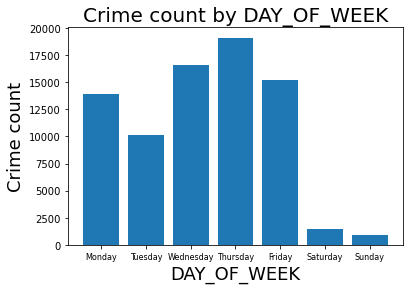 Crime count by DAY_OF_WEEK
Crime count
20000
17500
15000
12500
10000
7500
5000
2500
0
Monday Tuesday Wednesday Thursday Friday Saturday Sunday
DAY_OF_WEEK